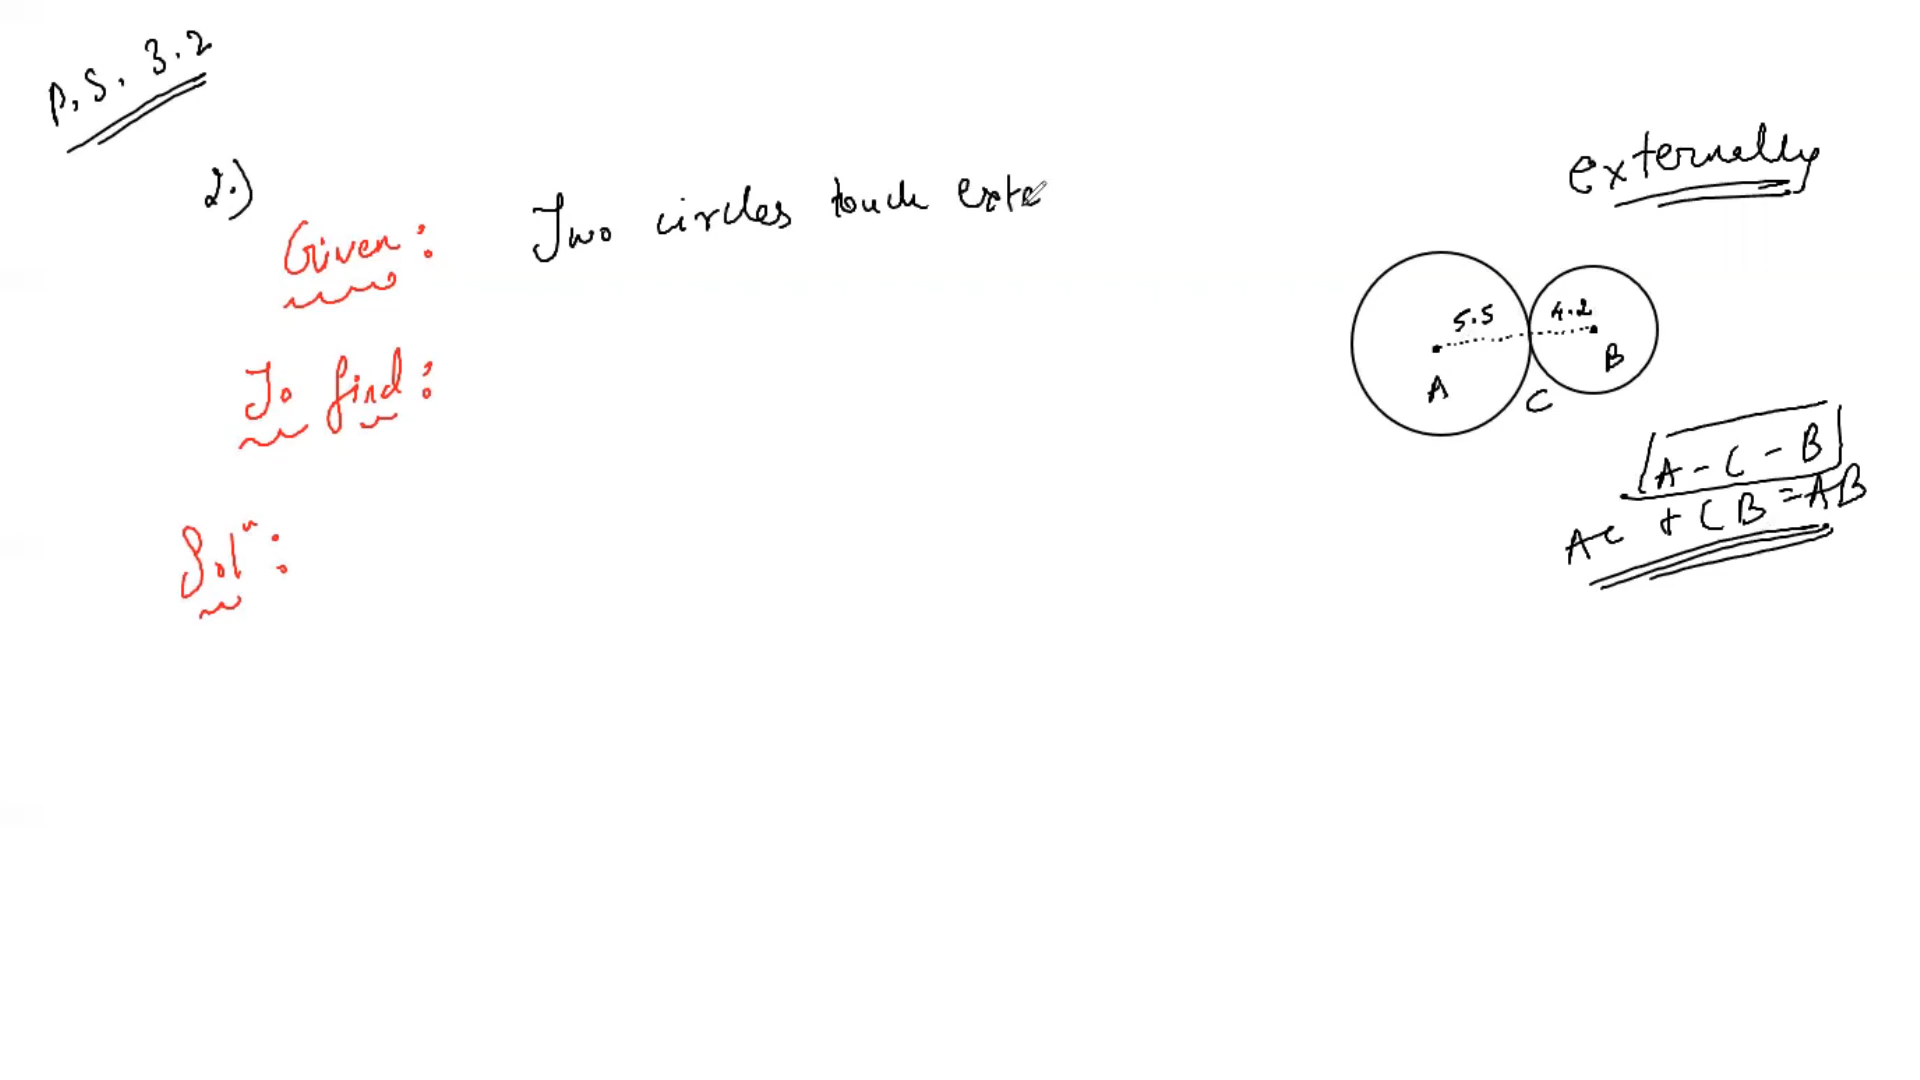 P.S. 3.2
externally
2.)
Given: Two circles touch exte
5.5 4.2
A C B
To find:
A - C - B
AC + CB = AB
Solⁿ: